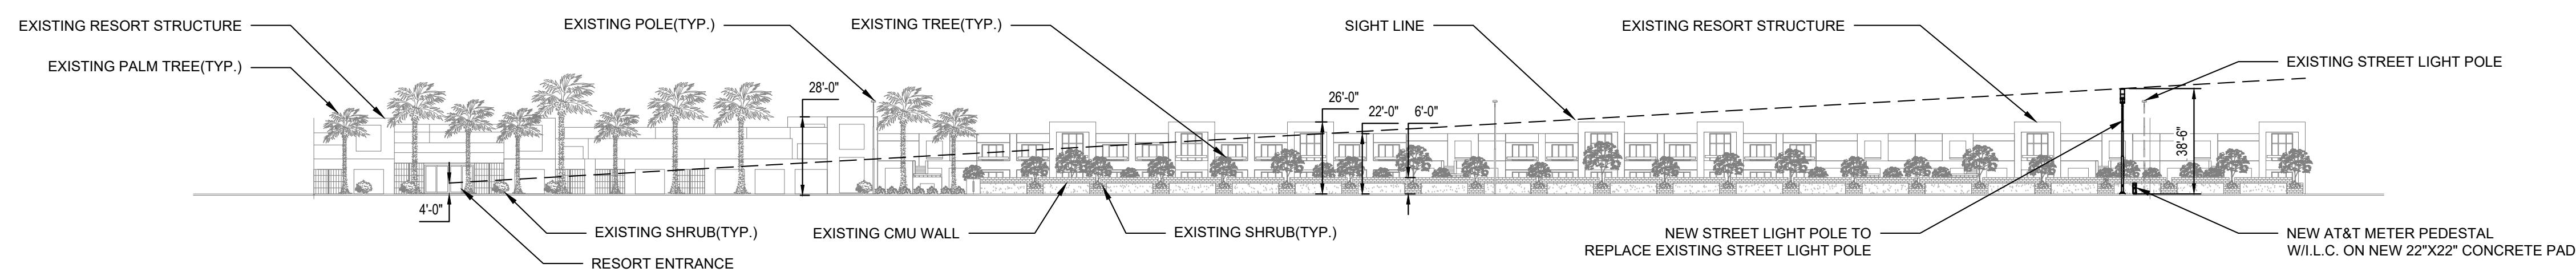 EXISTING RESORT STRUCTURE
EXISTING POLE(TYP.)
EXISTING TREE(TYP.)
SIGHT LINE
EXISTING RESORT STRUCTURE
EXISTING PALM TREE(TYP.)
EXISTING STREET LIGHT POLE
28'-0"
26'-0"
22'-0"
6'-0"
38'-6"
4'-0"
EXISTING SHRUB(TYP.)
EXISTING CMU WALL
EXISTING SHRUB(TYP.)
NEW STREET LIGHT POLE TO
REPLACE EXISTING STREET LIGHT POLE
NEW AT&T METER PEDESTAL
W/I.L.C. ON NEW 22"X22" CONCRETE PAD
RESORT ENTRANCE